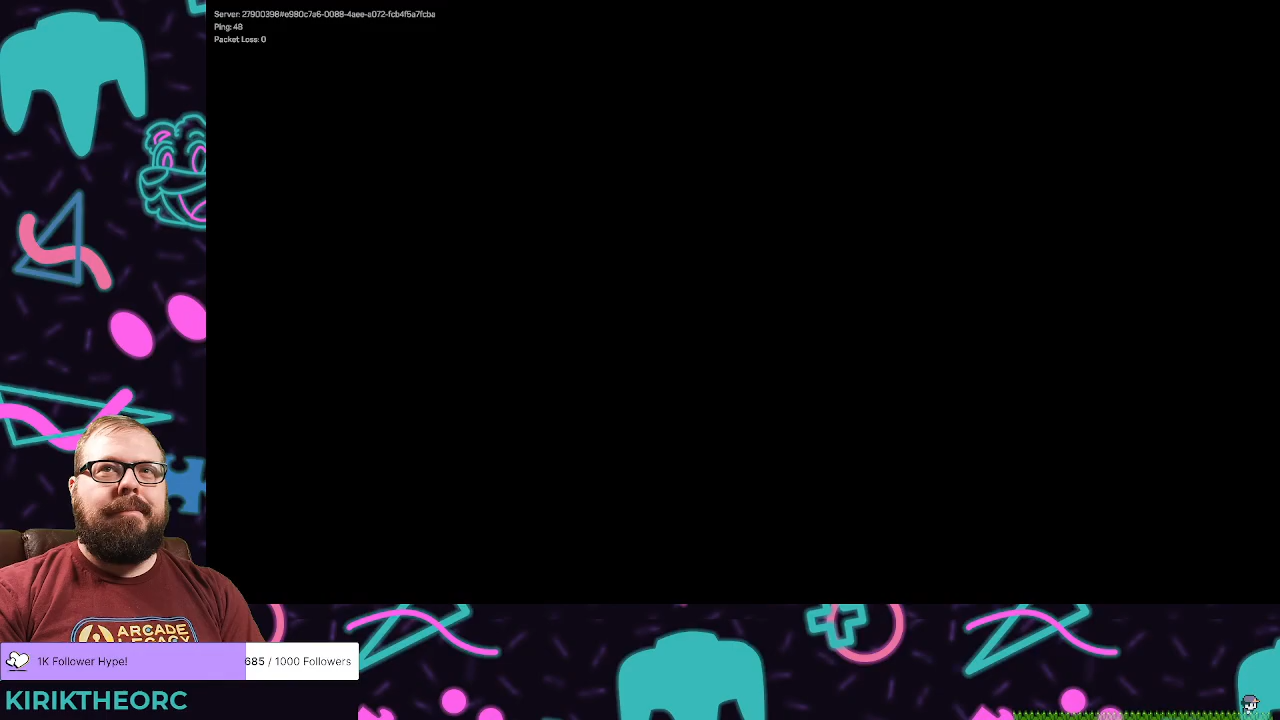 Server: 27900398#e980c7a6-0088-4aee-a072-fcb4f5a7fcba
Ping: 48
Packet Loss: 0
ARCADE
LEGACY
1K Follower Hype!
685 / 1000 Followers
KIRIKTHEORC